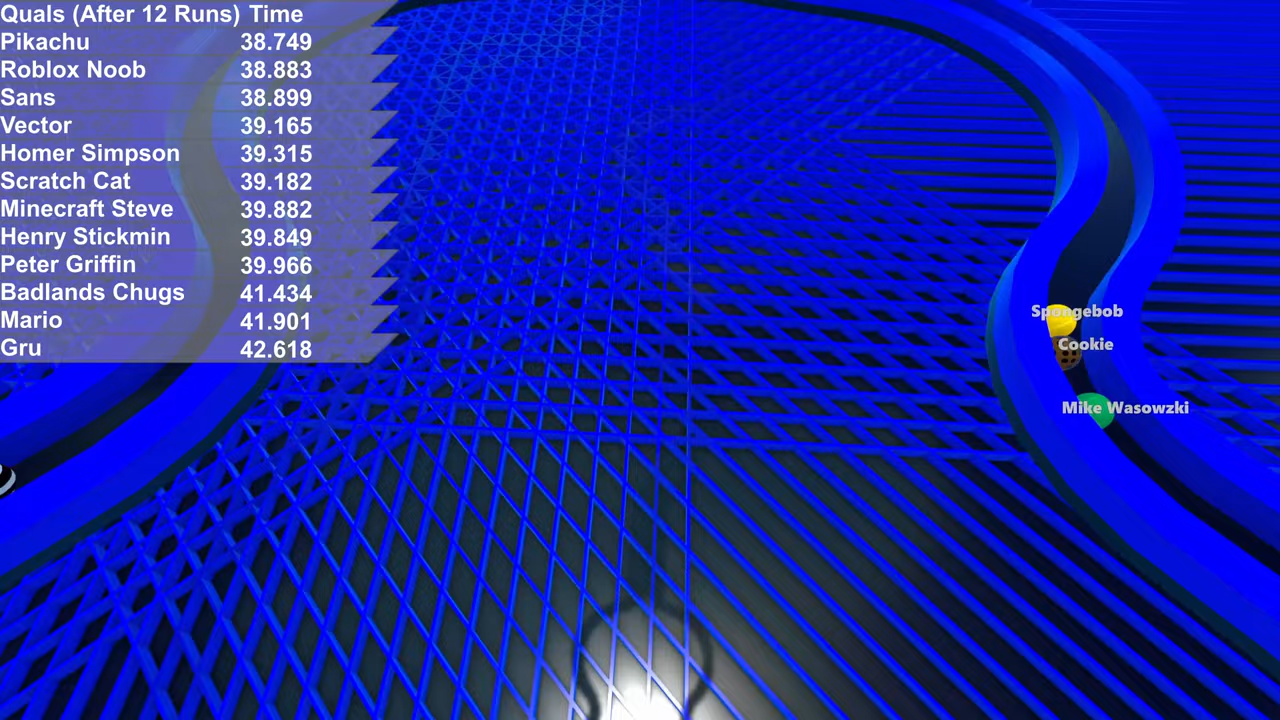 Quals (After 12 Runs) Time
Pikachu 38.749
Roblox Noob 38.883
Sans 38.899
Vector 39.165
Homer Simpson 39.315
Scratch Cat 39.182
Minecraft Steve 39.882
Henry Stickmin 39.849
Peter Griffin 39.966
Badlands Chugs 41.434
Mario 41.901
Gru 42.618
Spongebob
Cookie
Mike Wasowzki